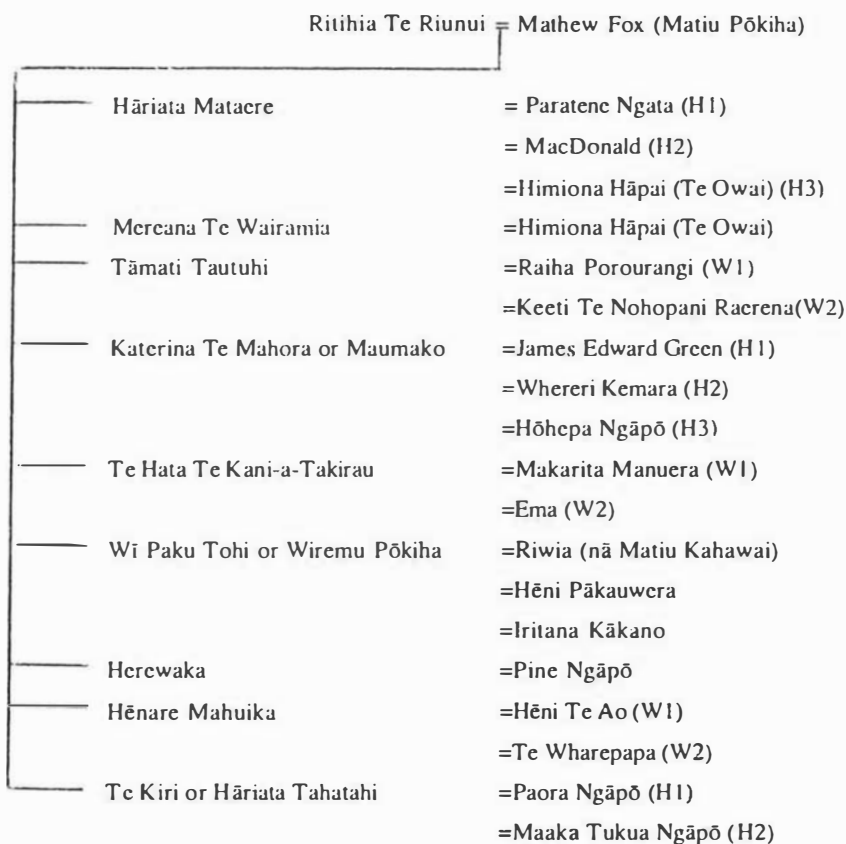 Ritihia Te Riunui = Mathew Fox (Matiu Pōkiha)
Hāriata Mataere = Paratene Ngata (H1)
= MacDonald (H2)
=Himiona Hāpai (Te Owai) (H3)
Mereana Te Wairamia =Himiona Hāpai (Te Owai)
Tāmati Tautuhi =Raiha Porourangi (W1)
=Keeti Te Nohopani Raerena(W2)
Katerina Te Mahora or Maumako =James Edward Green (H1)
=Whereri Kemara (H2)
=Hōhepa Ngāpō (H3)
Te Hata Te Kani-a-Takirau =Makarita Manuera (W1)
=Ema (W2)
Wī Paku Tohi or Wiremu Pōkiha =Riwia (nā Matiu Kahawai)
=Hēni Pākauwera
=Iritana Kākano
Herewaka =Pine Ngāpō
Hēnare Mahuika =Hēni Te Ao (W1)
=Te Wharepapa (W2)
Te Kiri or Hāriata Tahatahi =Paora Ngāpō (H1)
=Maaka Tukua Ngāpō (H2)